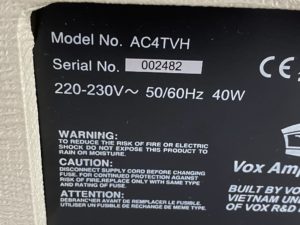 Model No. AC4TVH
Serial No. 002482
220-230V~ 50/60Hz 40W
CE
WARNING:
TO REDUCE THE RISK OF FIRE OR ELECTRIC
SHOCK DO NOT EXPOSE THIS PRODUCT TO
RAIN OR MOISTURE.
CAUTION:
DISCONNECT SUPPLY CORD BEFORE CHANGING
FUSE. FOR CONTINUED PROTECTION AGAINST
RISK OF FIRE, REPLACE ONLY WITH SAME TYPE
AND RATING OF FUSE.
ATTENTION:
DEBRANCHER AVANT DE REMPLACER LE FUSIBLE.
UTILISER UN FUSIBLE DE RECHANGE DE MEME TYPE.
Vox Amp
BUILT BY VO
VIETNAM UND
OF VOX R&D